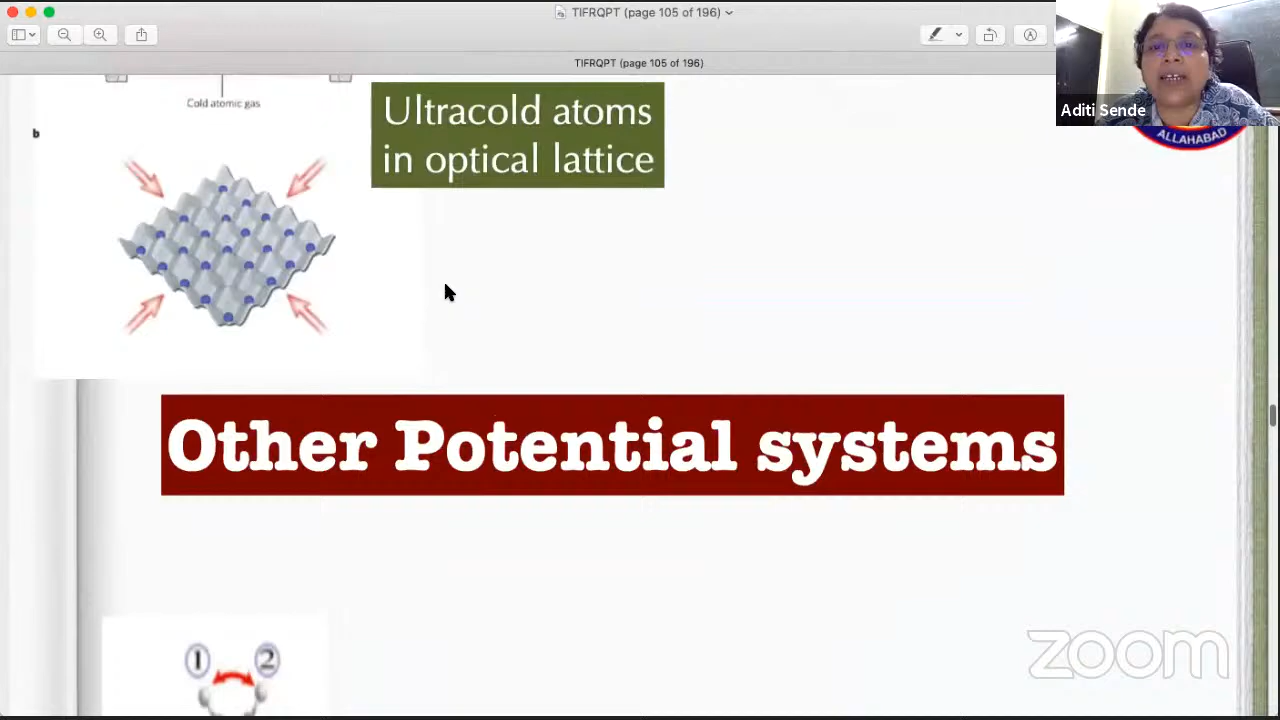 TIFRQPT (page 105 of 196)
TIFRQPT (page 105 of 196)
Aditi Sende
ALLAHABAD
Cold atomic gas
b
Ultracold atoms
in optical lattice
Other Potential systems
1 2
zoom